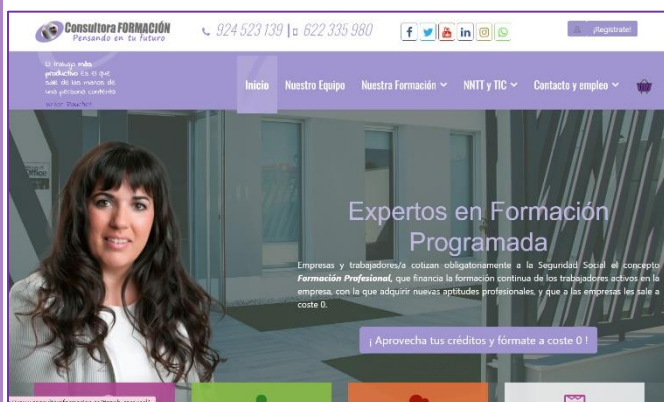 Consultora FORMACIÓN
Pensando en tu futuro
924 523 139 | 622 335 980
¡Regístrate!
El trabajo más
productivo es el que
sale de las manos de
una persona contenta
Inicio Nuestro Equipo Nuestra Formación NNTT y TIC Contacto y empleo
Office
Expertos en Formación
Programada
Empresas y trabajadores/a cotizan obligatoriamente a la Seguridad Social el concepto
Formación Profesional, que financia la formación continua de los trabajadores activos en la
empresa, con la que adquirir nuevas aptitudes profesionales, y que a las empresas les sale a
coste 0.
¡ Aprovecha tus créditos y fórmate a coste 0 !